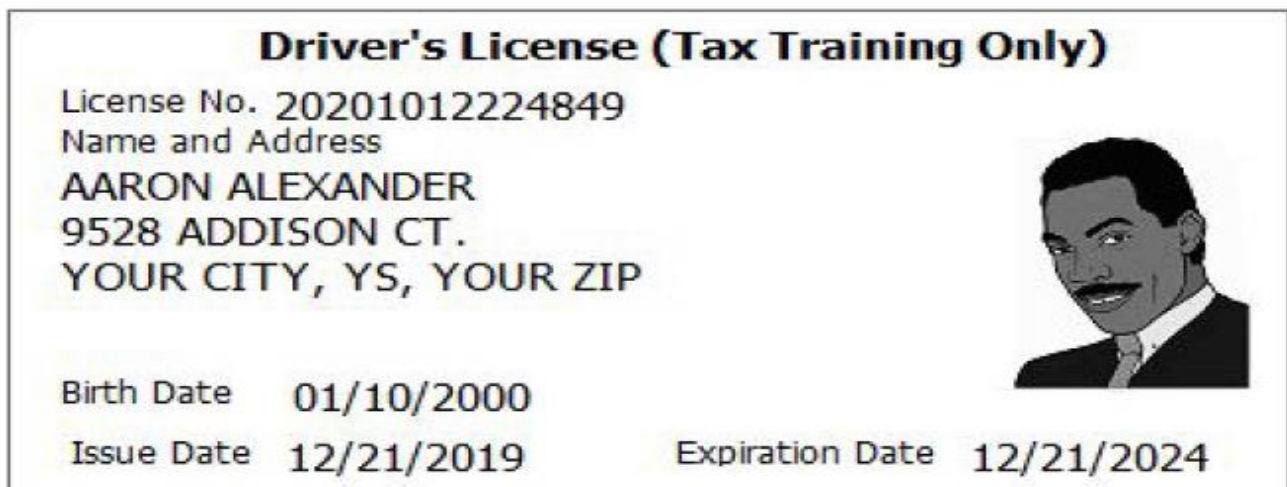 Driver's License (Tax Training Only)
License No. 20201012224849
Name and Address
AARON ALEXANDER
9528 ADDISON CT.
YOUR CITY, YS, YOUR ZIP
Birth Date 01/10/2000
Issue Date 12/21/2019 Expiration Date 12/21/2024